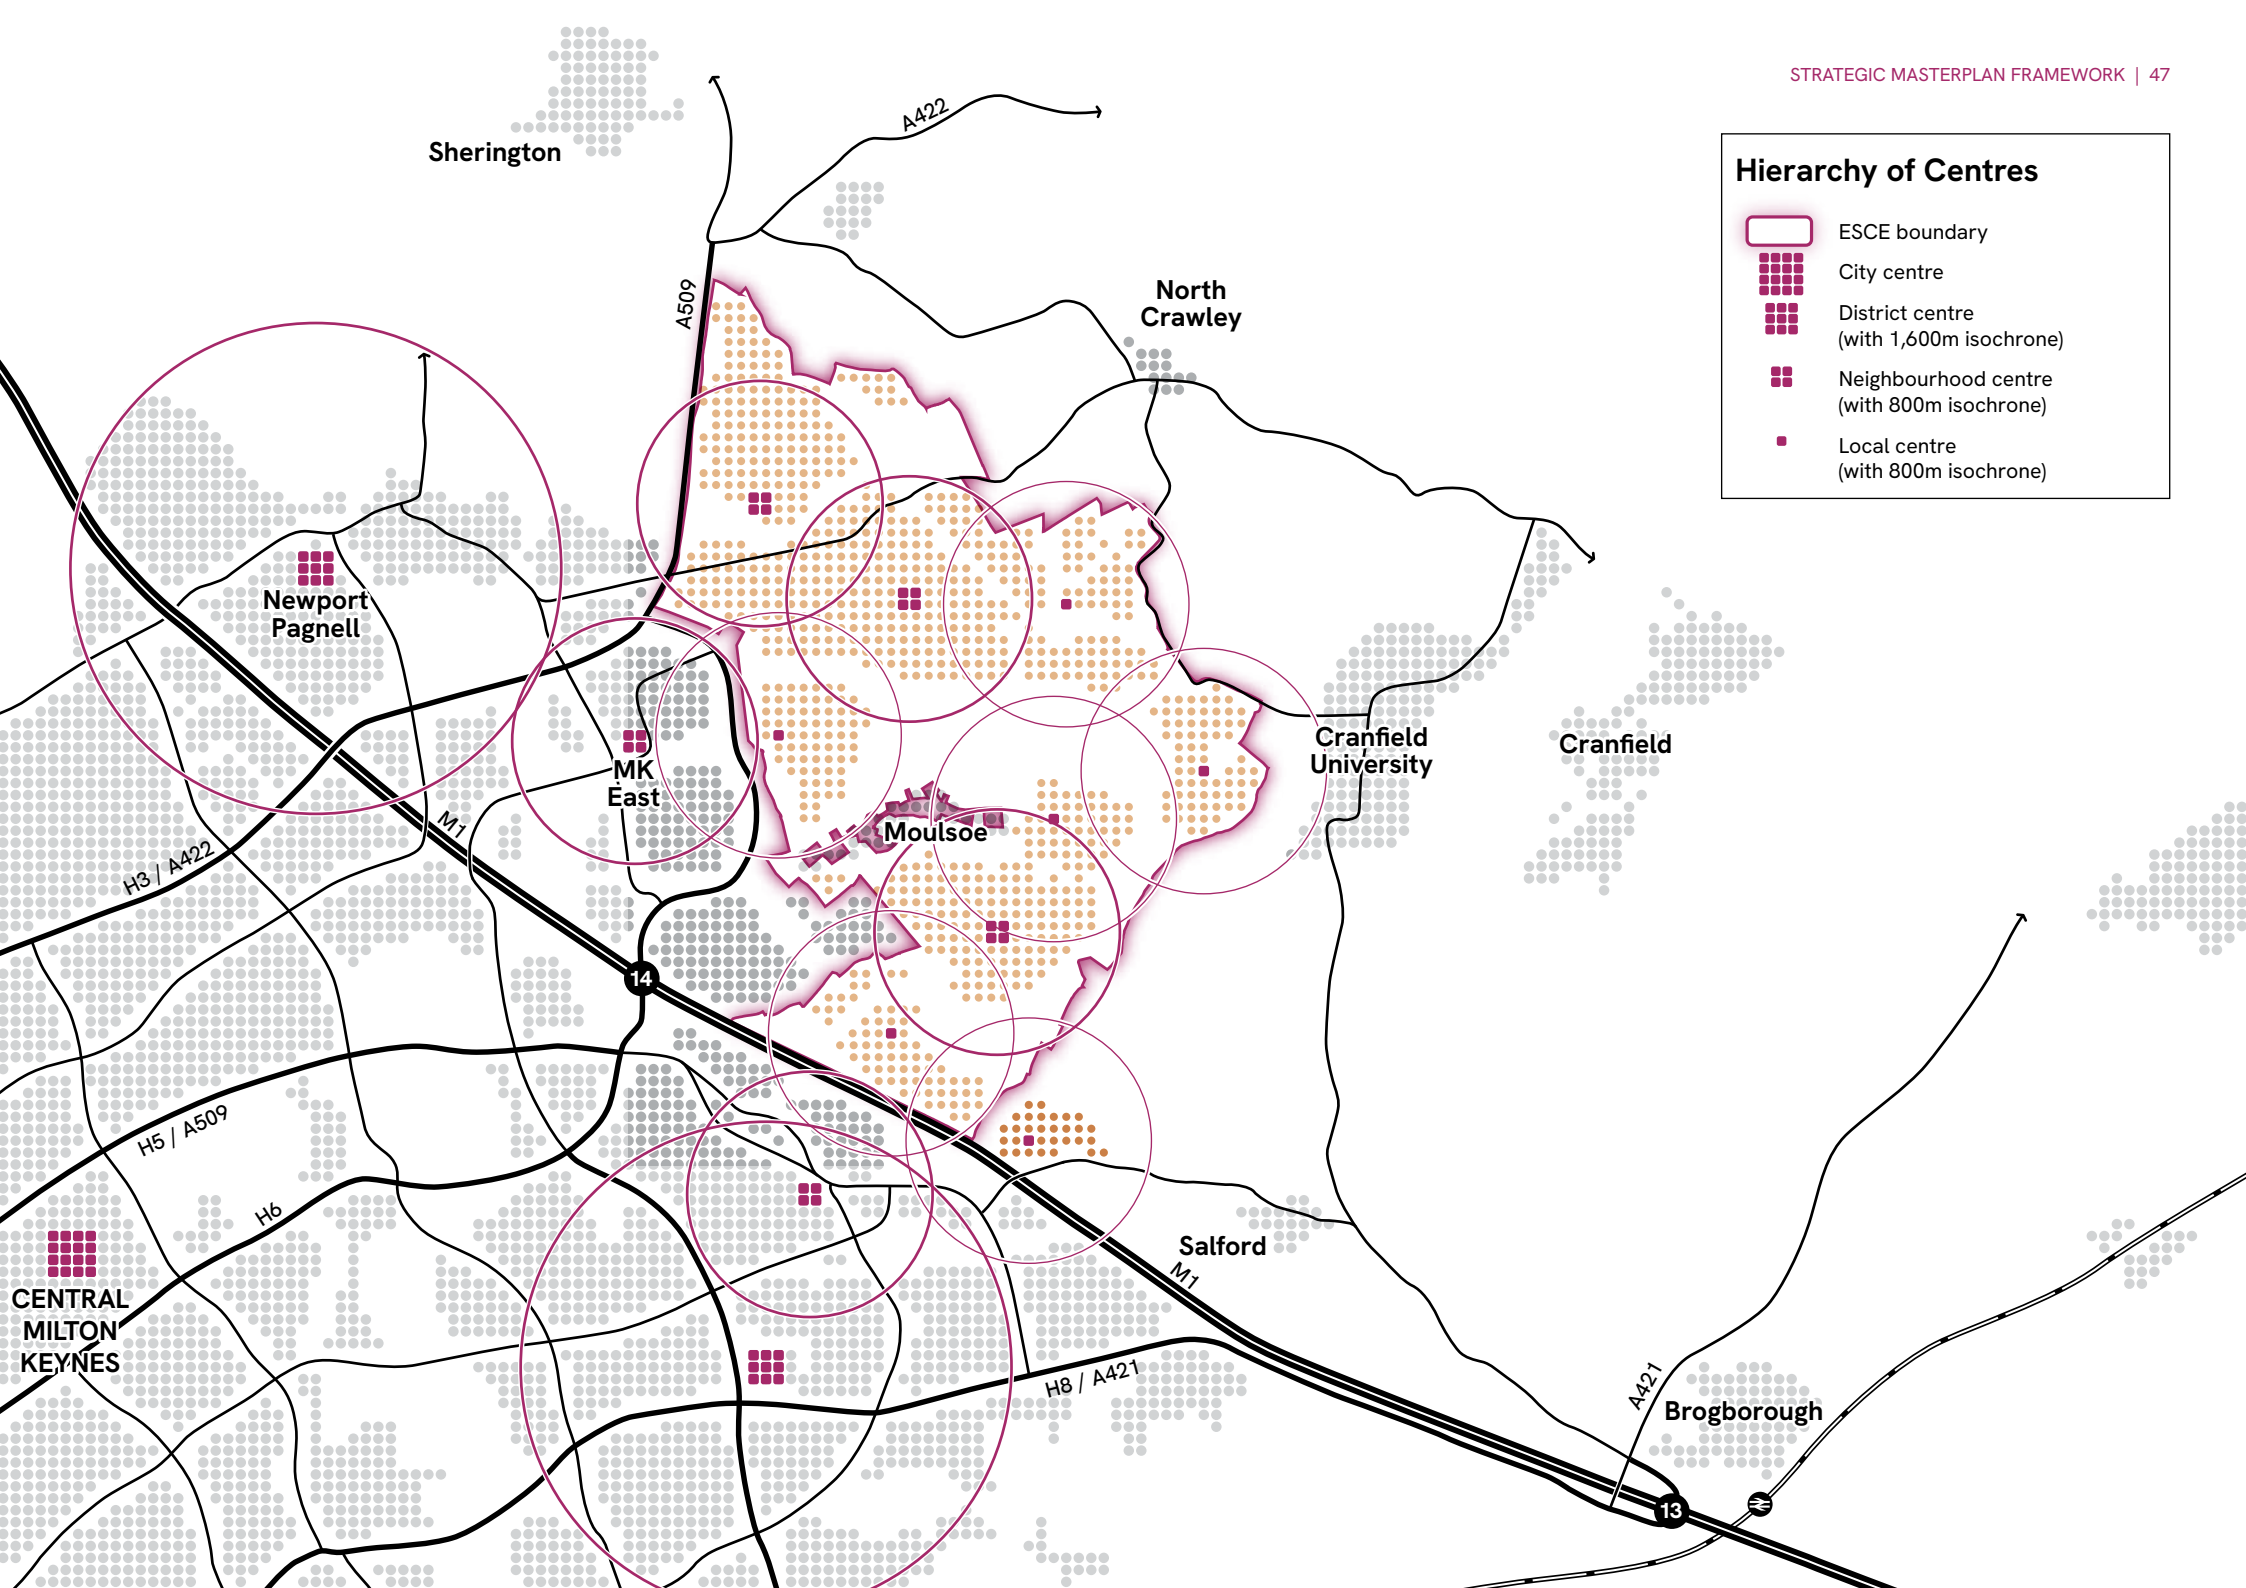 STRATEGIC MASTERPLAN FRAMEWORK | 47
Hierarchy of Centres
ESCE boundary
City centre
District centre
(with 1,600m isochrone)
Neighbourhood centre
(with 800m isochrone)
Local centre
(with 800m isochrone)
A422
Sherington
A509
North
Crawley
Newport
Pagnell
Cranfield
University
Cranfield
MK
East
M1
Moulsoe
H3 / A422
14
H5 / A509
H6
Salford
M1
CENTRAL
MILTON
KEYNES
H8 / A421
A421
Brogborough
13